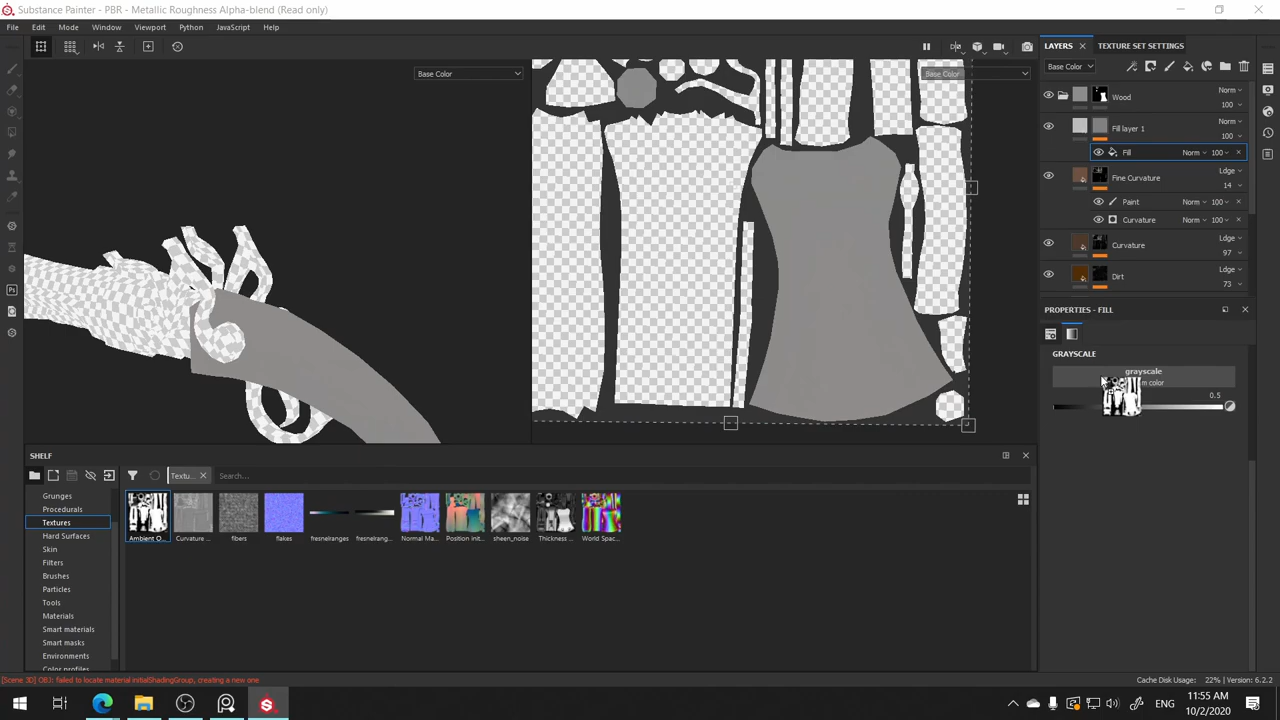 Substance Painter - PBR - Metallic Roughness Alpha-blend (Read only)
File Edit Mode Window Viewport Python JavaScript Help
Base Color
Base Color
LAYERS
TEXTURE SET SETTINGS
Base Color
Wood
Norm
100
Fill layer 1
Norm
100
Fill
Norm
100
Fine Curvature
Ldge
14
Paint
Norm
100
Curvature
Norm
100
Curvature
Ldge
97
Dirt
Ldge
73
PROPERTIES - FILL
GRAYSCALE
grayscale
m color
0.5
SHELF
Textu...
Search...
Grunges
Procedurals
Textures
Hard Surfaces
Skin
Filters
Brushes
Particles
Tools
Materials
Smart materials
Smart masks
Environments
Color profiles
Ambient O...
Curvature ...
fibers
flakes
fresnelranges
fresnelrang...
Normal Ma...
Position init...
sheen_noise
Thickness ...
World Spac...
[Scene 3D] OBJ: failed to locate material initialShadingGroup, creating a new one.
Cache Disk Usage: 22% | Version: 6.2.2
Ps
ENG
11:55 AM
10/2/2020